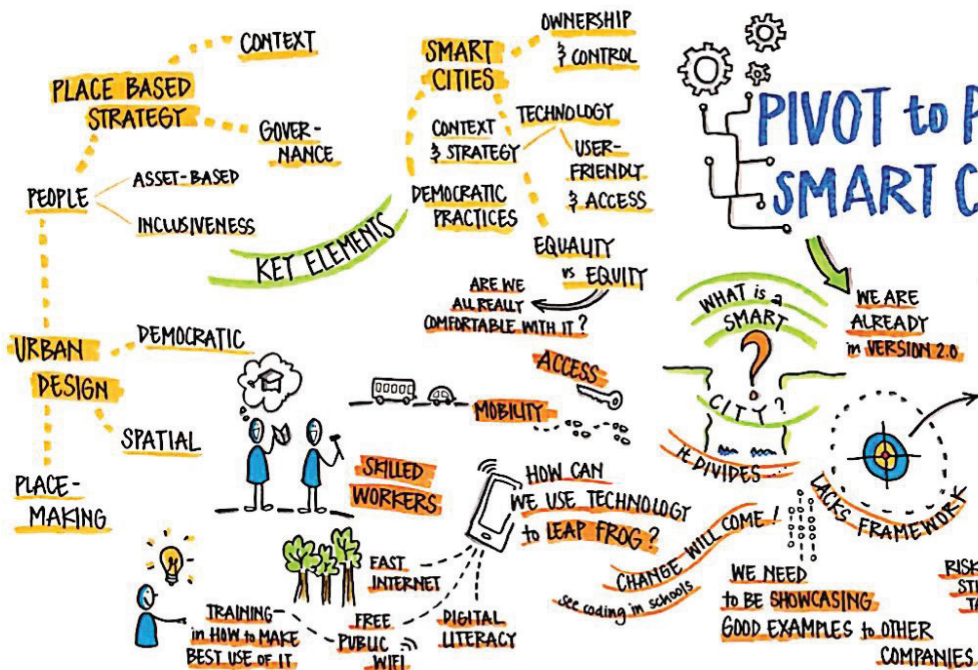 PLACE BASED
STRATEGY
CONTEXT
GOVER-
NANCE
PEOPLE
ASSET-BASED
INCLUSIVENESS
URBAN
DESIGN
DEMOCRATIC
SPATIAL
PLACE-
MAKING
KEY ELEMENTS
SMART
CITIES
OWNERSHIP
& CONTROL
CONTEXT
& STRATEGY
TECHNOLOGY
USER-
FRIENDLY
& ACCESS
DEMOCRATIC
PRACTICES
EQUALITY
vs EQUITY
ARE WE
ALL REALLY
COMFORTABLE WITH IT?
PIVOT to
SMART
WE ARE
ALREADY
in VERSION 2.0
WHAT is a
SMART
?
CITY?
It DIVIDES...
LACKS FRAMEWORK
ACCESS
MOBILITY
SKILLED
WORKERS
HOW CAN
WE USE TECHNOLOGY
to LEAP FROG?
FAST
INTERNET
FREE
PUBLIC
WIFI
DIGITAL
LITERACY
TRAINING
in HOW to MAKE
BEST USE OF IT
CHANGE WILL COME!
see coding in schools
WE NEED
to BE SHOWCASING
GOOD EXAMPLES to OTHER
COMPANIES
RISK